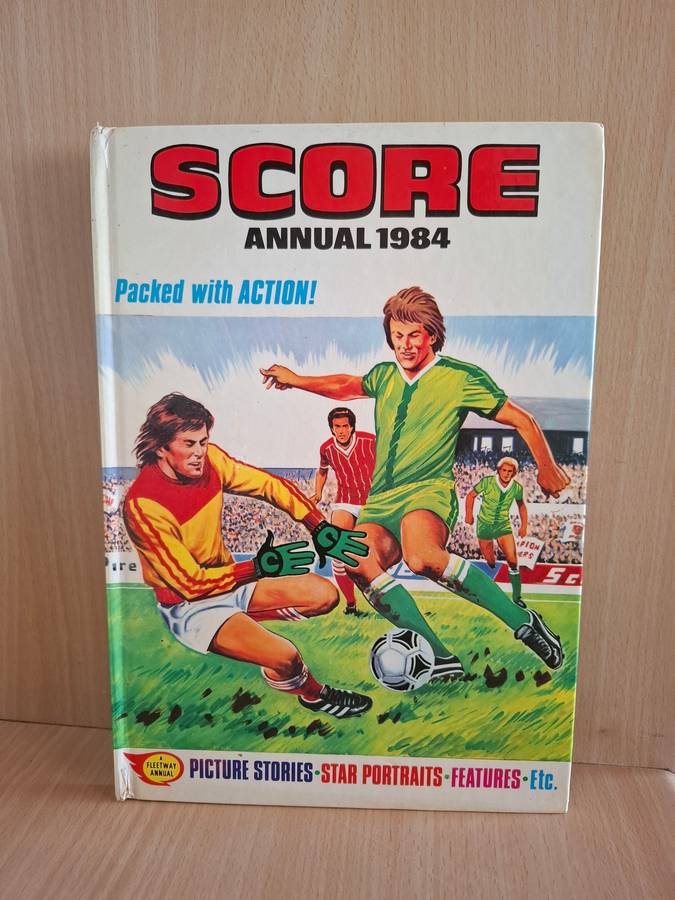 SCORE
ANNUAL 1984
Packed with ACTION!
A
FLEETWAY
ANNUAL
PICTURE STORIES·STAR PORTRAITS·FEATURES·Etc.